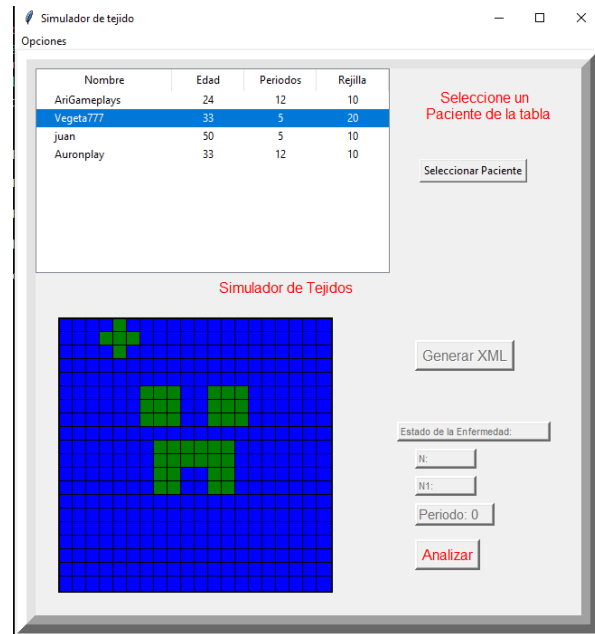 Simulador de tejido
Opciones
Nombre Edad Periodos Rejilla
AriGameplays 24 12 10
Vegeta777 33 5 20
juan 50 5 10
Auronplay 33 12 10
Seleccione un
Paciente de la tabla
Seleccionar Paciente
Simulador de Tejidos
Generar XML
Estado de la Enfermedad:
N:
N1:
Periodo: 0
Analizar